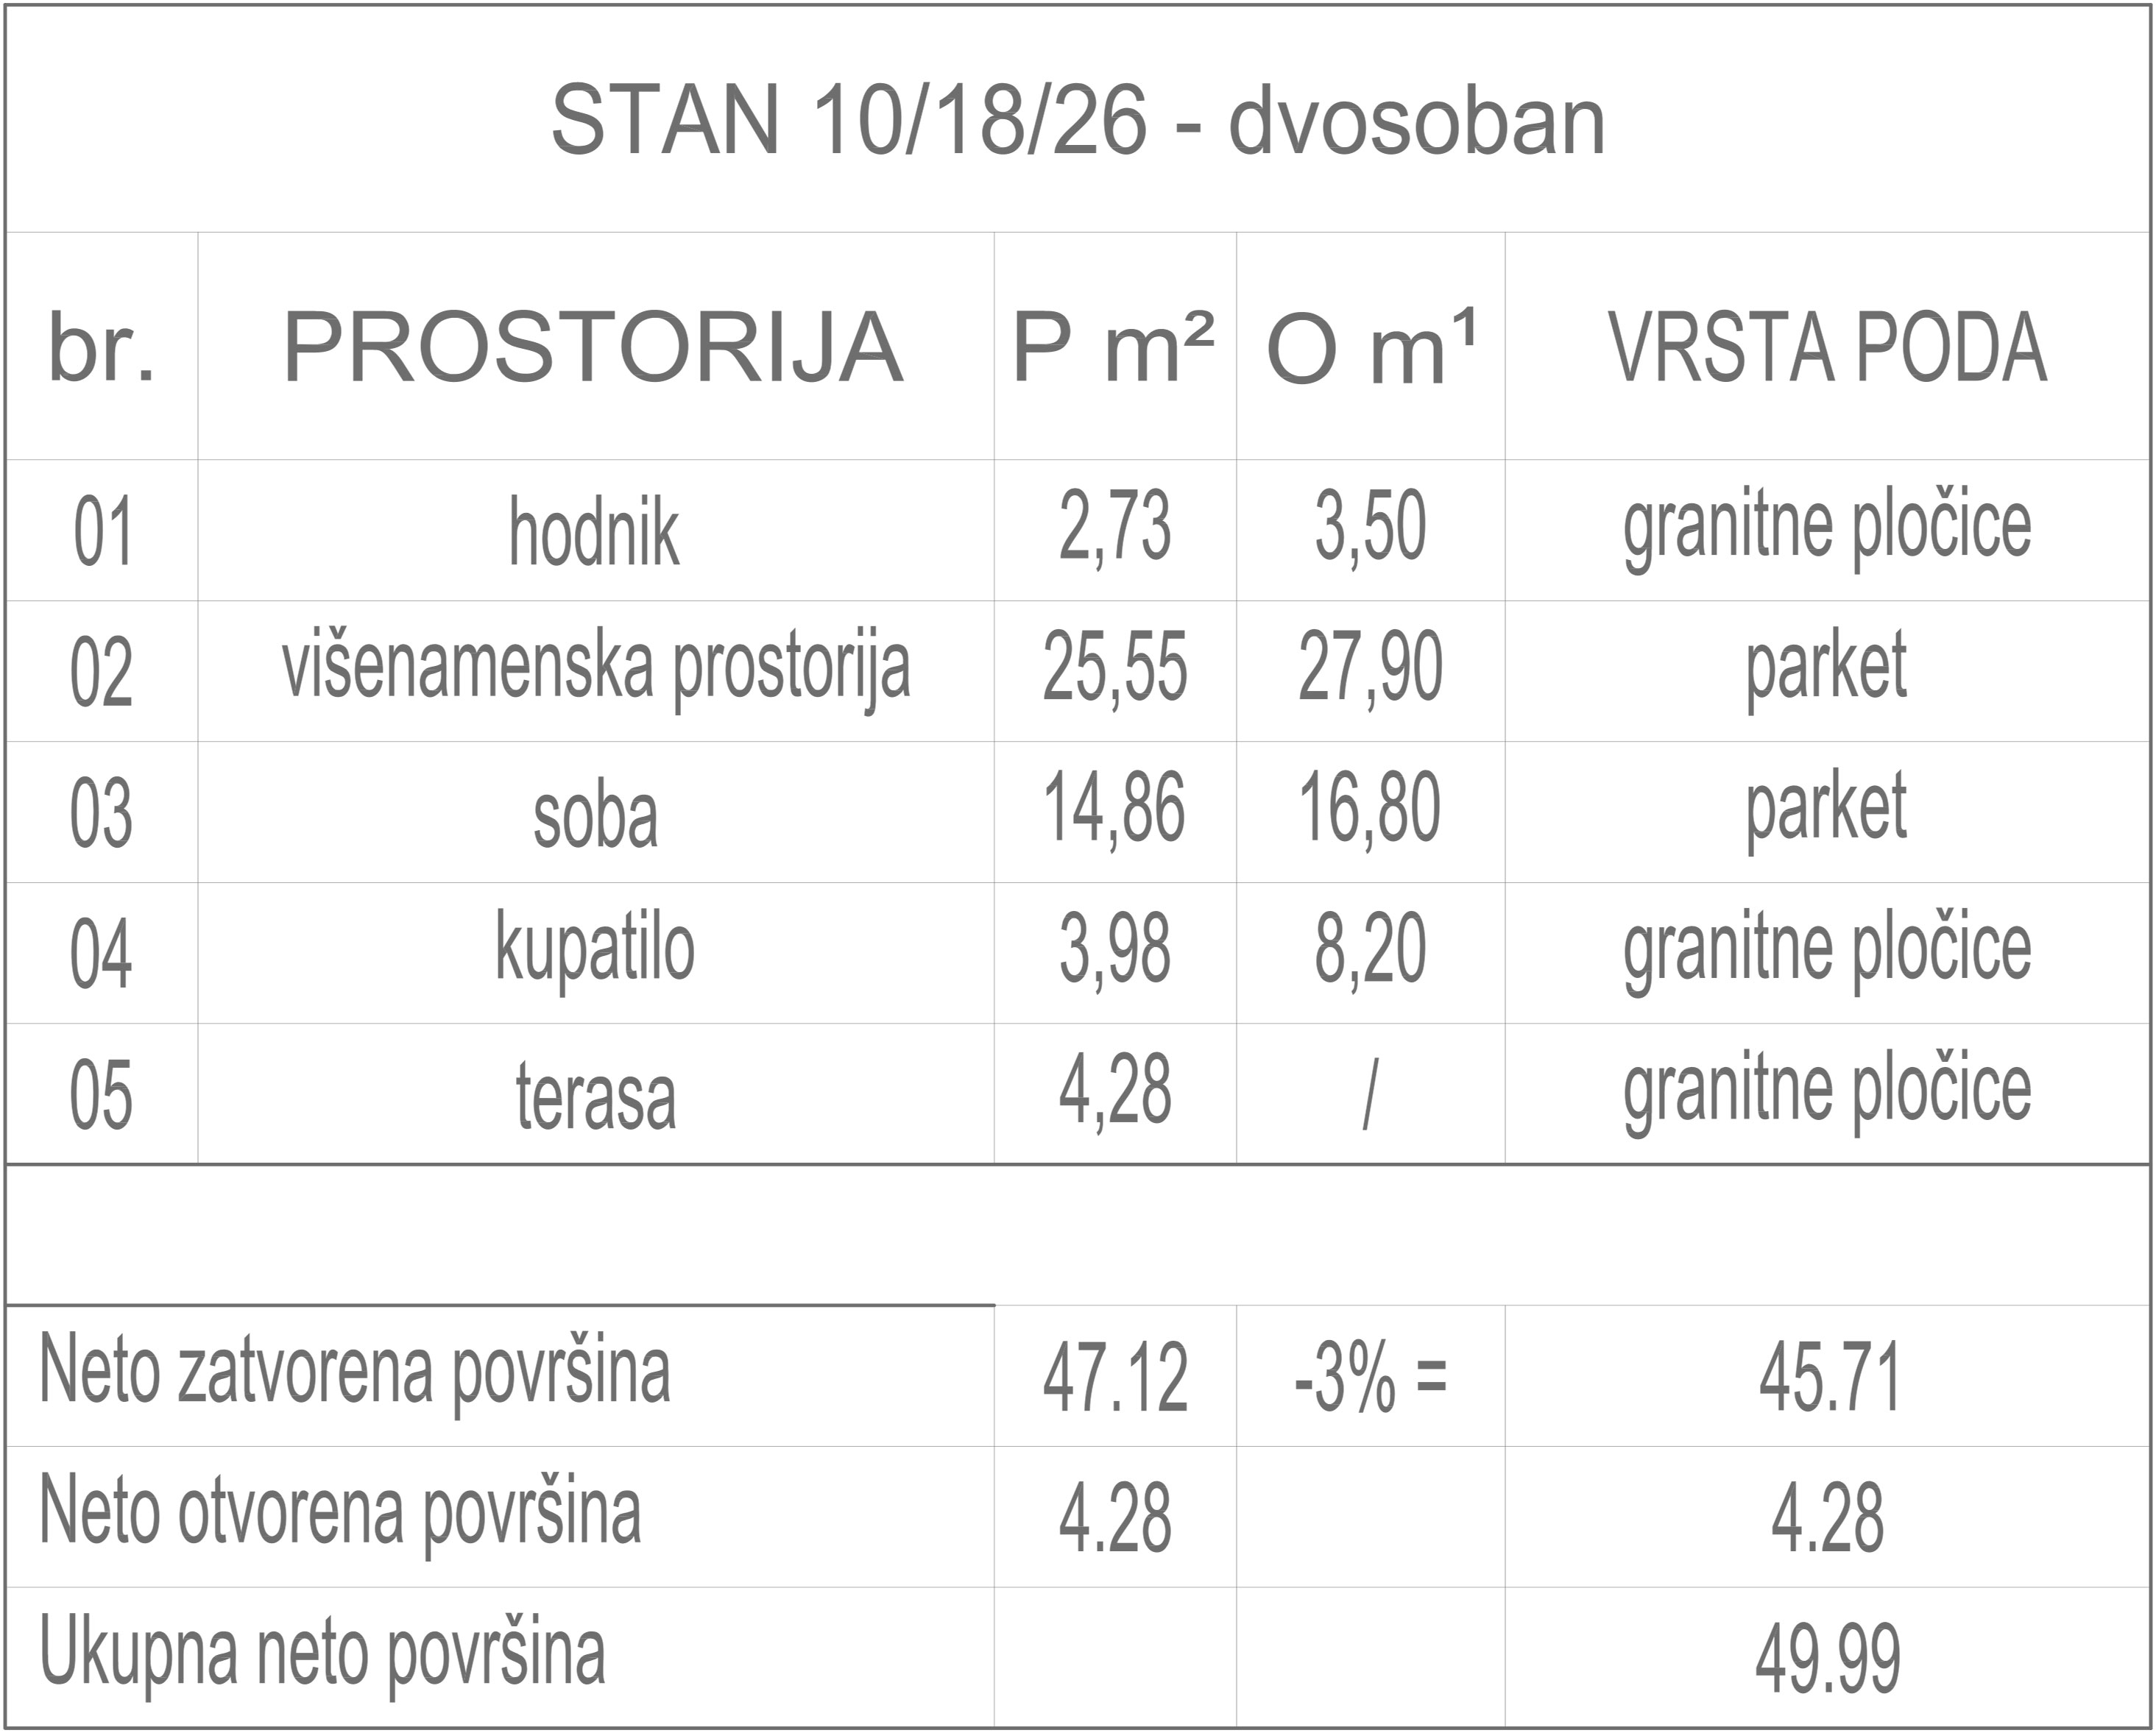 STAN 10/18/26 - dvosoban
br. PROSTORIJA P m² O m¹ VRSTA PODA
01 hodnik 2,73 3,50 granitne pločice
02 višenamenska prostorija 25,55 27,90 parket
03 soba 14,86 16,80 parket
04 kupatilo 3,98 8,20 granitne pločice
05 terasa 4,28 / granitne pločice
Neto zatvorena površina 47.12 -3% = 45.71
Neto otvorena površina 4.28 4.28
Ukupna neto površina 49.99